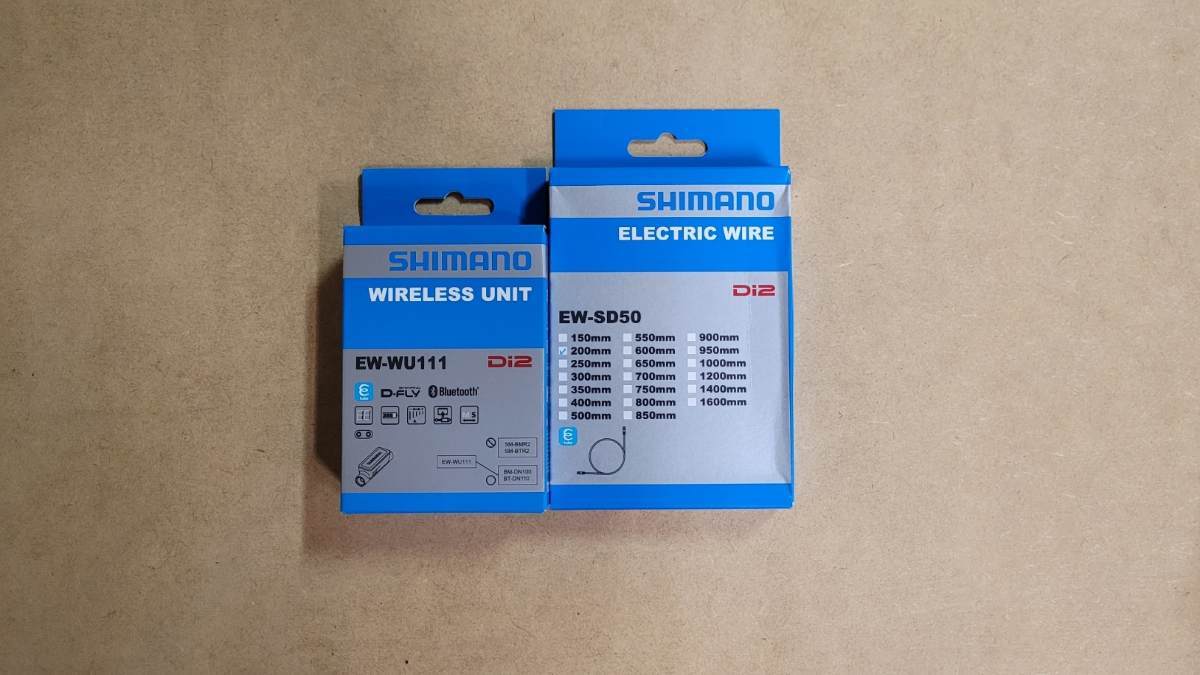 SHIMANO
WIRELESS UNIT
EW-WU111 Di2
D-FLY Bluetooth®
EW-WU111
SM-BMR2
SM-BTR2
BM-DN100
BT-DN110
SHIMANO
ELECTRIC WIRE
Di2
EW-SD50
150mm 550mm 900mm
200mm 600mm 950mm
250mm 650mm 1000mm
300mm 700mm 1200mm
350mm 750mm 1400mm
400mm 800mm 1600mm
500mm 850mm